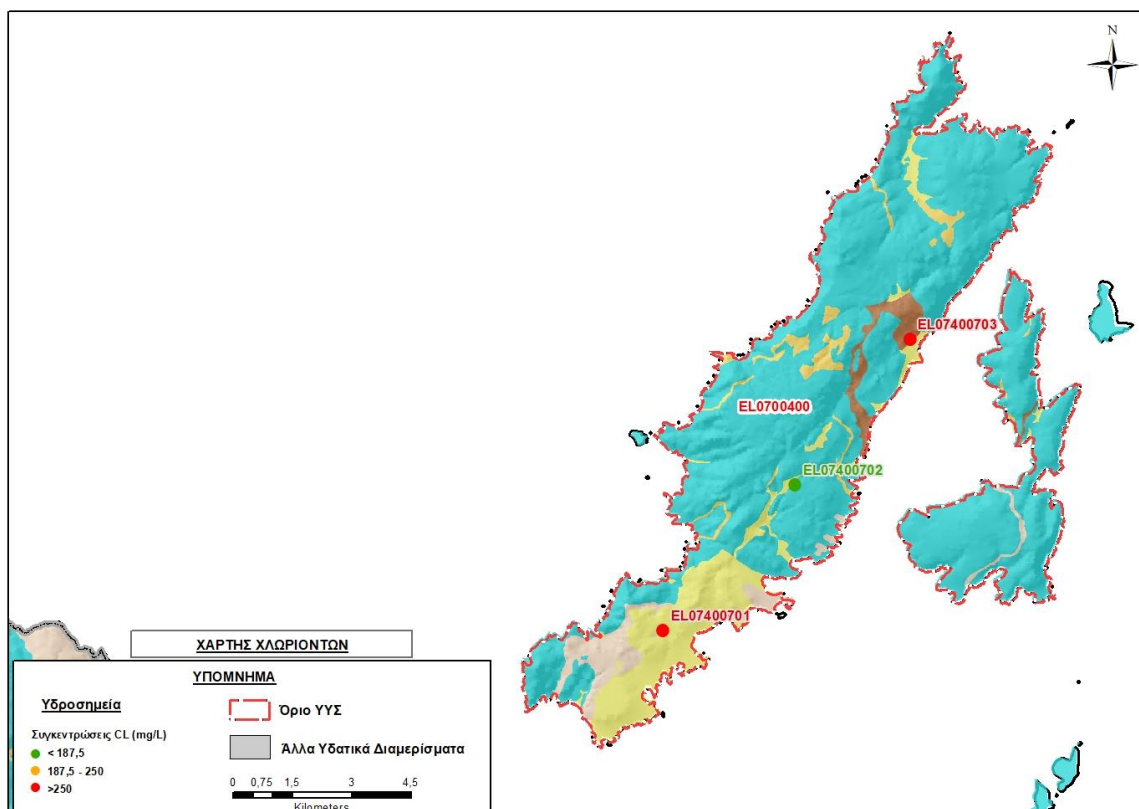 N
EL07400703
EL0700400
EL07400702
EL07400701
ΧΑΡΤΗΣ ΧΛΩΡΙΟΝΤΩΝ
ΥΠΟΜΝΗΜΑ
Υδροσημεία
Συγκεντρώσεις CL (mg/L)
< 187,5
187,5 - 250
>250
Όριο ΥΥΣ
Άλλα Υδατικά Διαμερίσματα
0 0,75 1,5 3 4,5
Kilometers